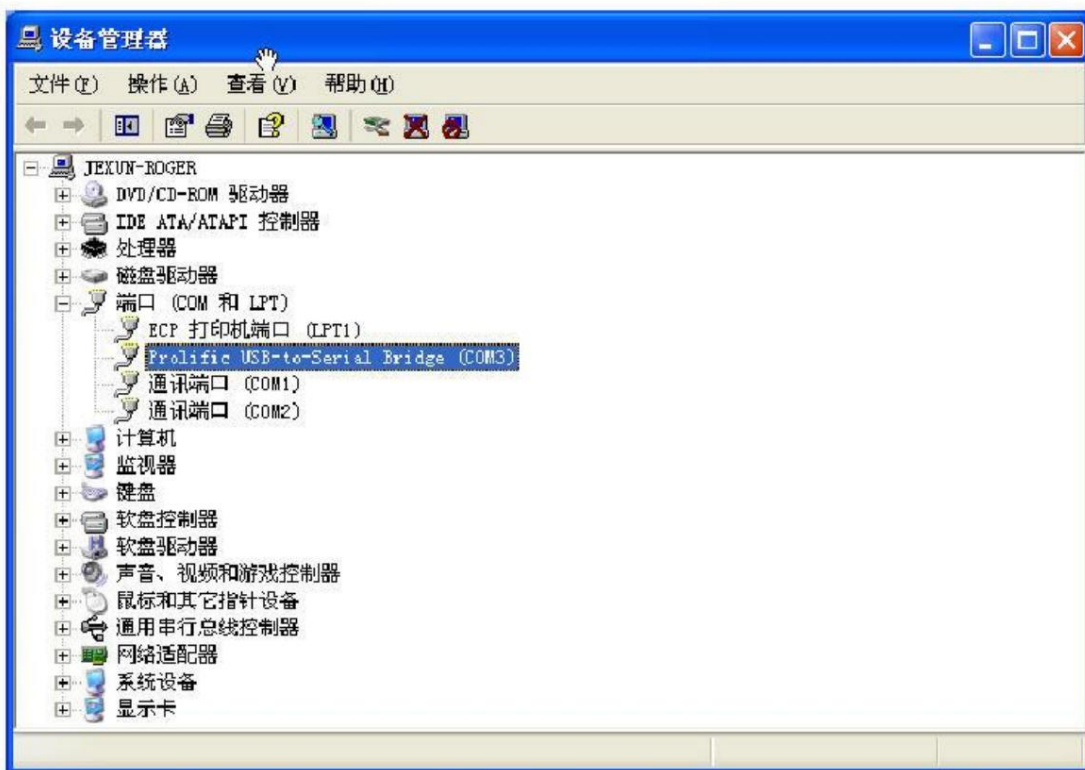 设备管理器
文件(F) 操作(A) 查看(V) 帮助(H)
JEXUN-ROGER
DVD/CD-ROM 驱动器
IDE ATA/ATAPI 控制器
处理器
磁盘驱动器
端口 (COM 和 LPT)
ECP 打印机端口 (LPT1)
Prolific USB-to-Serial Bridge (COM3)
通讯端口 (COM1)
通讯端口 (COM2)
计算机
监视器
键盘
软盘控制器
软盘驱动器
声音、视频和游戏控制器
鼠标和其它指针设备
通用串行总线控制器
网络适配器
系统设备
显示卡